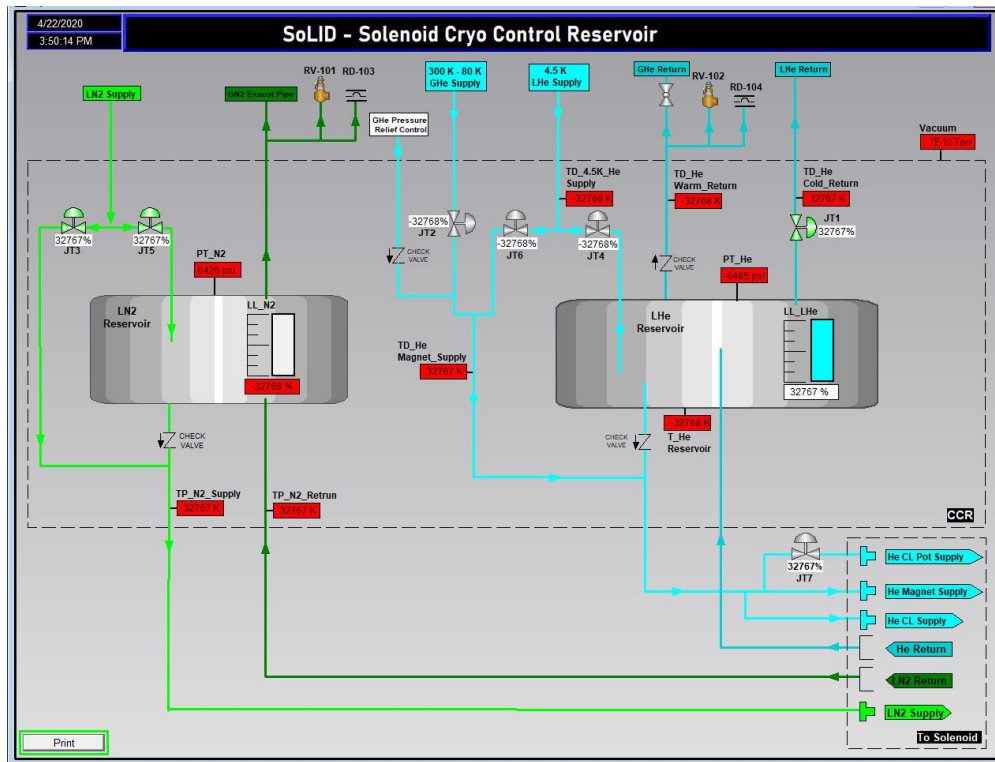 4/22/2020
3:50:14 PM
SoLID - Solenoid Cryo Control Reservoir
LN2 Supply
GN2 Exaust Pipe
RV-101
RD-103
300 K - 80 K
GHe Supply
4.5 K
LHe Supply
GHe Return
RV-102
RD-104
LHe Return
GHe Pressure
Relief Control
Vacuum
7E-10 Torr
TD_4.5K_He
Supply
-32768 K
TD_He
Warm_Return
-32768 K
TD_He
Cold_Return
32767 K
32767%
JT3
32767%
JT5
-32768%
JT2
-32768%
JT6
-32768%
JT4
JT1
32767%
PT_N2
6426 psi
CHECK
VALVE
CHECK
VALVE
PT_He
-6485 psi
LN2
Reservoir
LL_N2
-32768 %
LHe
Reservoir
LL_LHe
32767 %
TD_He
Magnet_Supply
32767 K
-32768 K
T_He
Reservoir
CHECK
VALVE
CHECK
VALVE
TP_N2_Supply
32767 K
TP_N2_Retrun
32767 K
CCR
32767%
JT7
He CL Pot Supply
He Magnet Supply
He CL Supply
He Return
LN2 Return
LN2 Supply
To Solenoid
Print